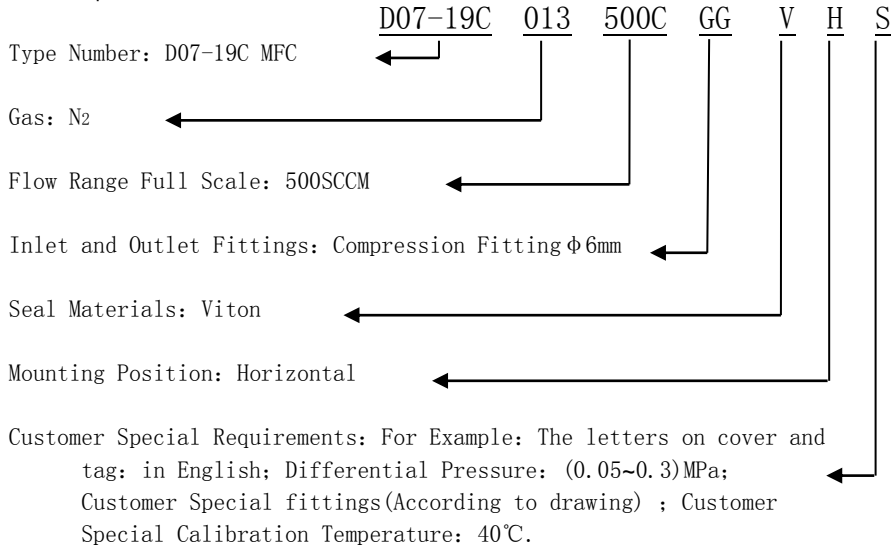 D07-19C 013 500C GG V H S
Type Number: D07-19C MFC
Gas: N2
Flow Range Full Scale: 500SCCM
Inlet and Outlet Fittings: Compression Fitting φ6mm
Seal Materials: Viton
Mounting Position: Horizontal
Customer Special Requirements: For Example: The letters on cover and
tag: in English; Differential Pressure: (0.05~0.3)MPa;
Customer Special fittings(According to drawing) ; Customer
Special Calibration Temperature: 40℃.